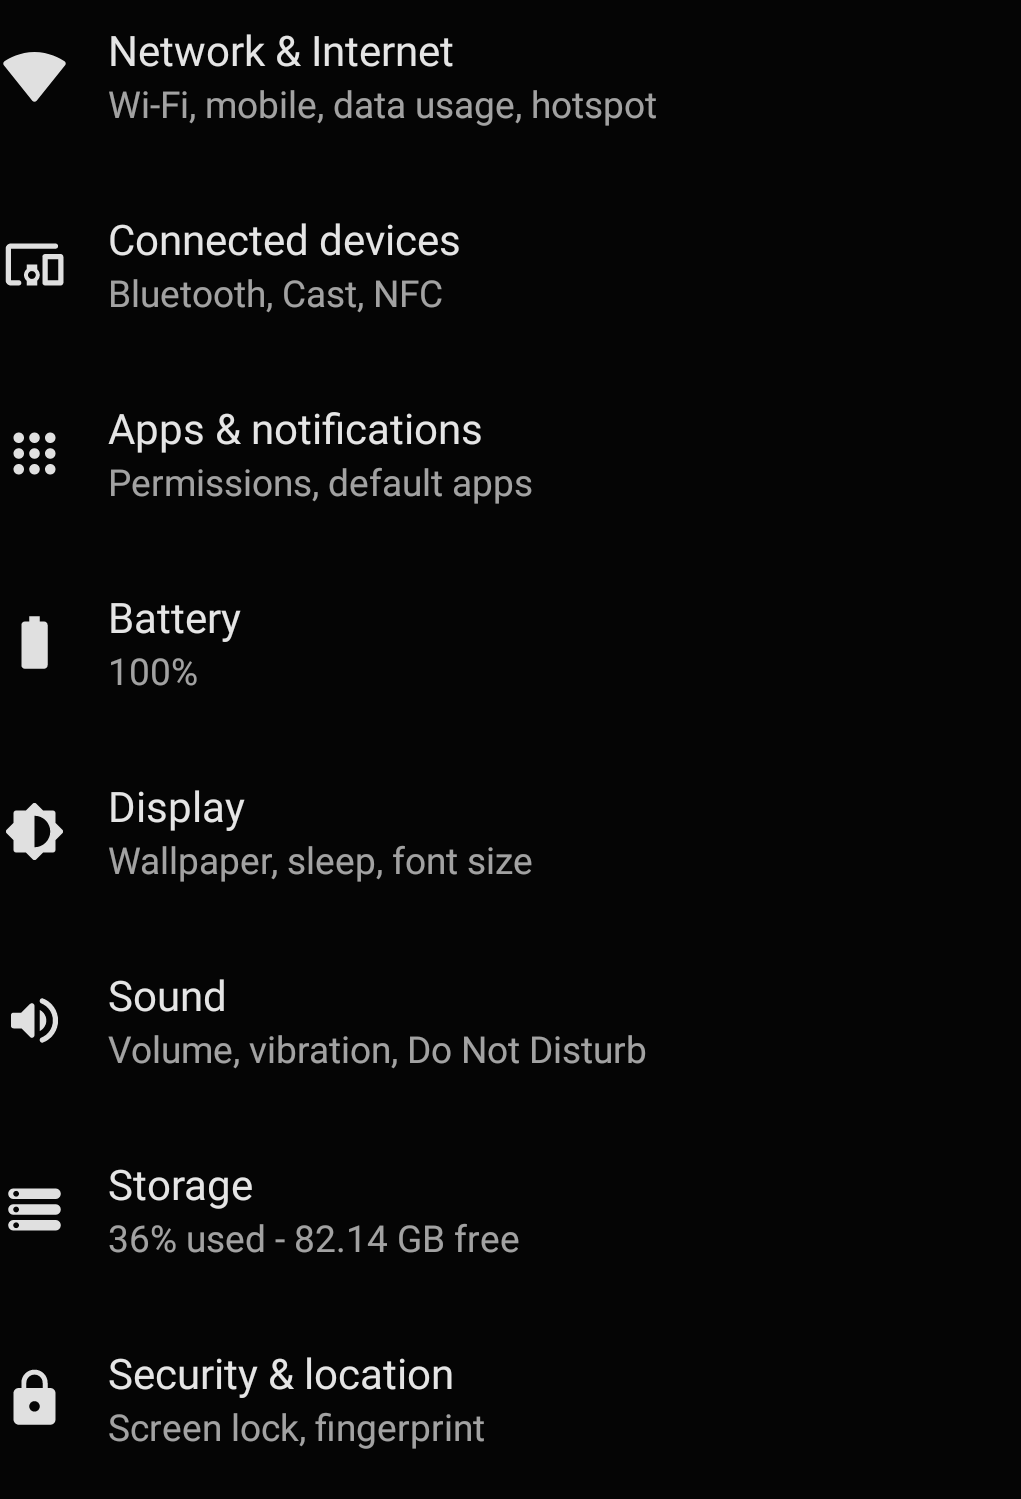 Network & Internet
Wi-Fi, mobile, data usage, hotspot
Connected devices
Bluetooth, Cast, NFC
Apps & notifications
Permissions, default apps
Battery
100%
Display
Wallpaper, sleep, font size
Sound
Volume, vibration, Do Not Disturb
Storage
36% used - 82.14 GB free
Security & location
Screen lock, fingerprint